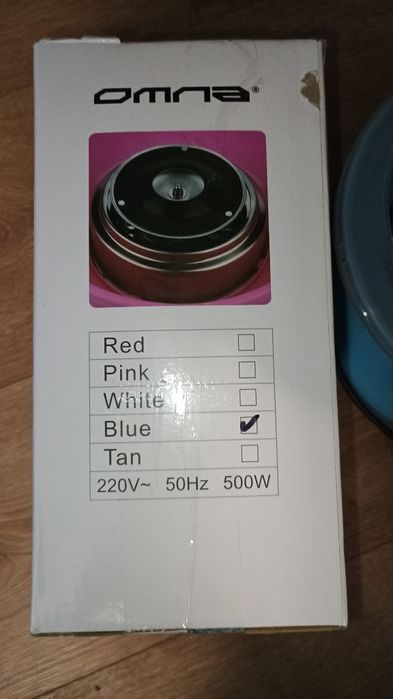 omna®
Red
Pink
White
Blue ✔
Tan
220V~ 50Hz 500W